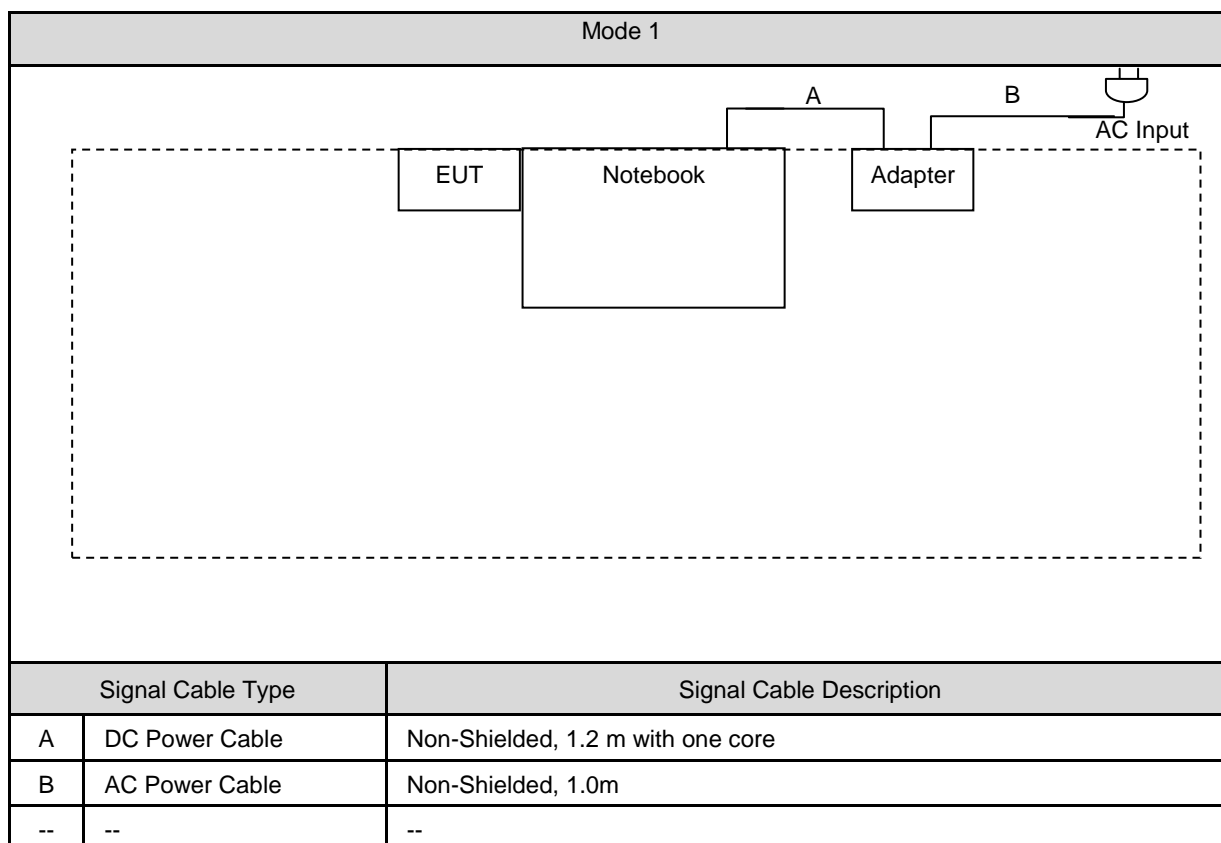 Mode 1
A
B
AC Input
EUT
Notebook
Adapter
Signal Cable Type Signal Cable Description
A DC Power Cable Non-Shielded, 1.2 m with one core
B AC Power Cable Non-Shielded, 1.0m
-- -- --